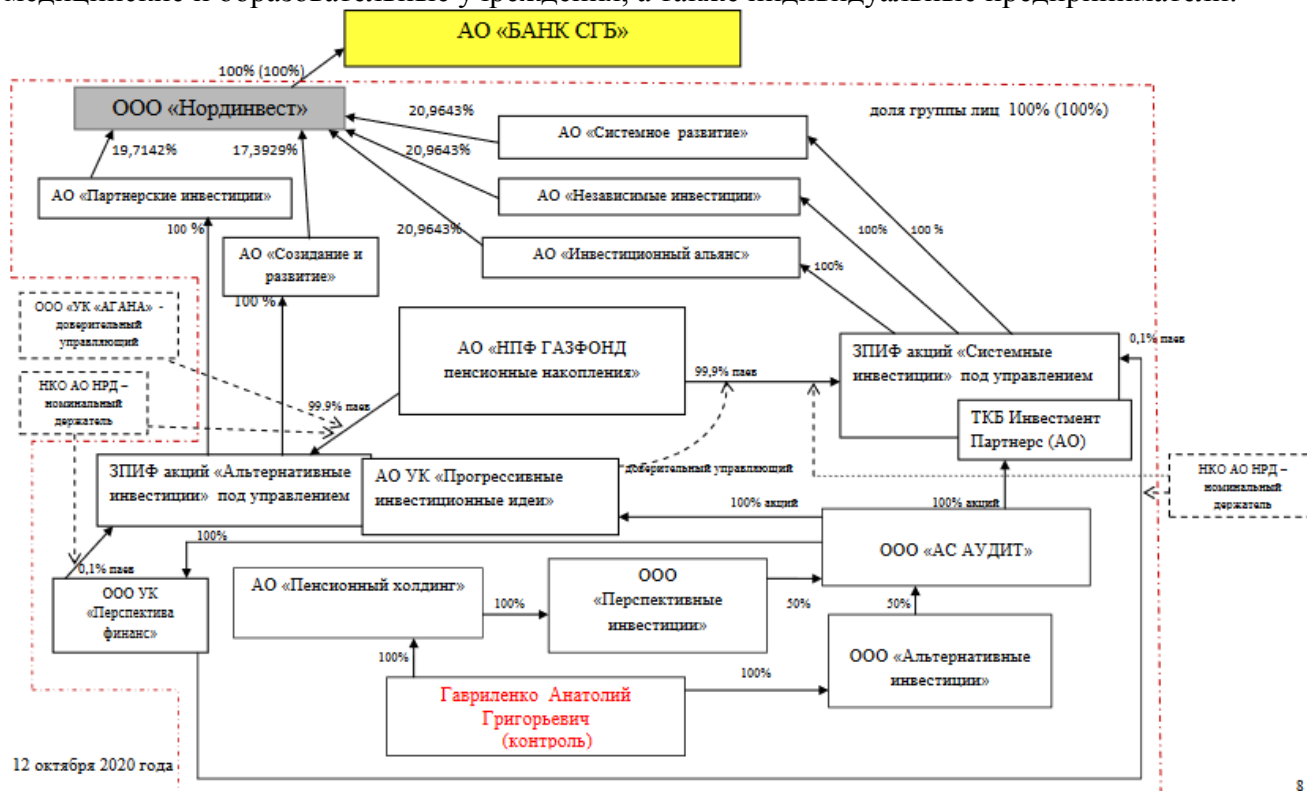 медицинские и образовательные учреждения, а также индивидуальные предприниматели.
АО «БАНК СГБ»
100% (100%)
ООО «Нординвест»
доля группы лиц 100% (100%)
20,9643%
АО «Системное развитие»
19,7142%
17,3929%
20,9643%
АО «Партнерские инвестиции»
АО «Независимые инвестиции»
100 %
20,9643%
100%
100 %
АО «Созидание и
развитие»
АО «Инвестиционный альянс»
100%
100 %
ООО «УК «АГАНА» -
доверительный
управляющий
АО «НПФ ГАЗФОНД
пенсионные накопления»
99,9% паев
ЗПИФ акций «Системные
инвестиции» под управлением
0,1% паев
НКО АО НРД –
номинальный
держатель
99.9% паев
ТКБ Инвестмент
Партнерс (АО)
ЗПИФ акций «Альтернативные
инвестиции» под управлением
АО УК «Прогрессивные
инвестиционные идеи»
доверительный управляющий
НКО АО НРД –
номинальный
держатель
100% акций
100% акций
100%
ООО «АС АУДИТ»
0,1% паев
ООО УК
«Перспектива
финанс»
АО «Пенсионный холдинг»
100%
ООО
«Перспективные
инвестиции»
50%
50%
100%
100%
ООО «Альтернативные
инвестиции»
Гавриленко Анатолий
Григорьевич
(контроль)
12 октября 2020 года
8